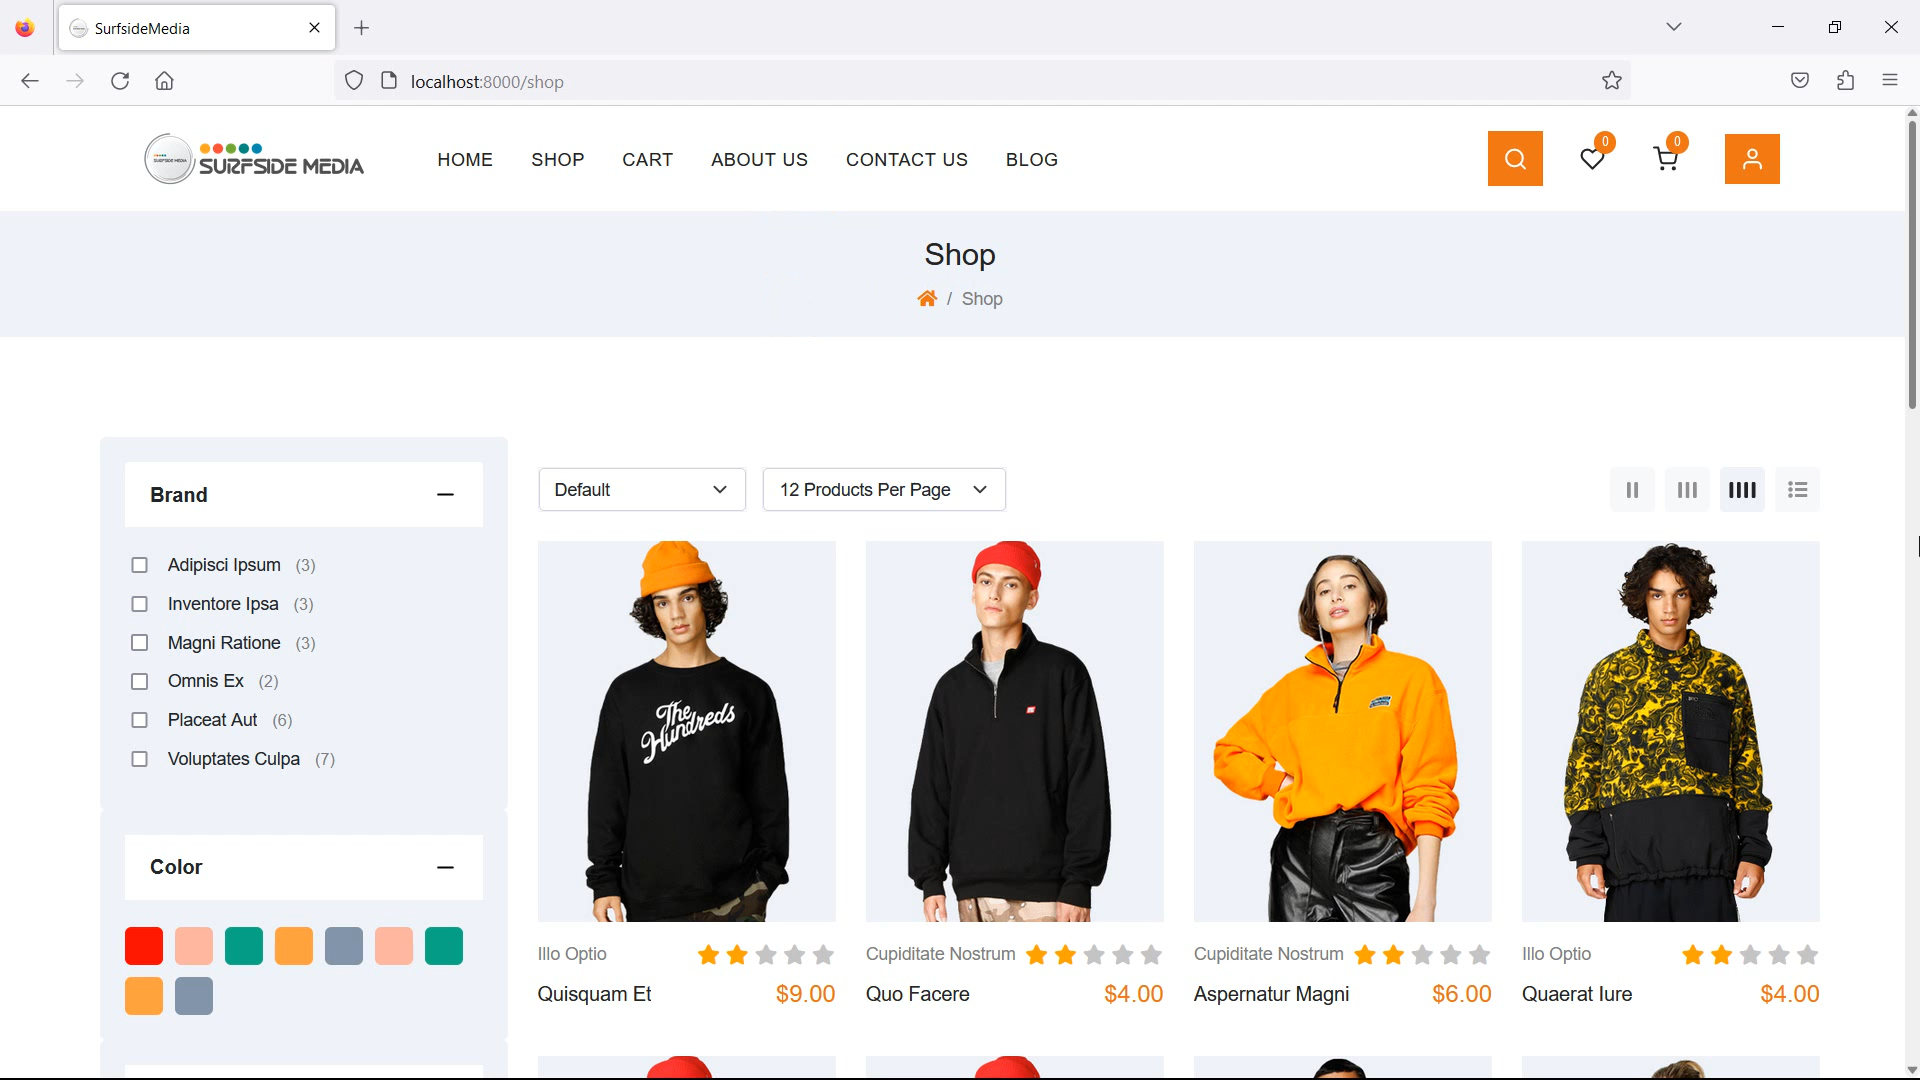 SurfsideMedia
localhost:8000/shop
SURFSIDE MEDIA
HOME SHOP CART ABOUT US CONTACT US BLOG
0 0
Shop
/ Shop
Brand
Adipisci Ipsum (3)
Inventore Ipsa (3)
Magni Ratione (3)
Omnis Ex (2)
Placeat Aut (6)
Voluptates Culpa (7)
Color
Default 12 Products Per Page
The Hundreds
Illo Optio Cupiditate Nostrum Cupiditate Nostrum Illo Optio
Quisquam Et $9.00 Quo Facere $4.00 Aspernatur Magni $6.00 Quaerat Iure $4.00